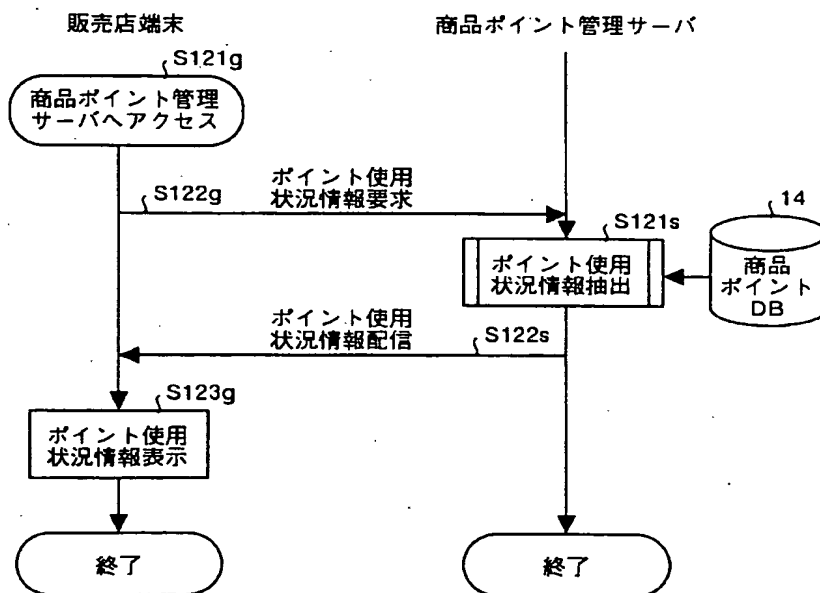 販売店端末
商品ポイント管理サーバ
S121g
商品ポイント管理
サーバへアクセス
S122g
ポイント使用
状況情報要求
S121s
14
ポイント使用
状況情報抽出
商品
ポイント
DB
ポイント使用
状況情報配信
S122s
S123g
ポイント使用
状況情報表示
終了
終了